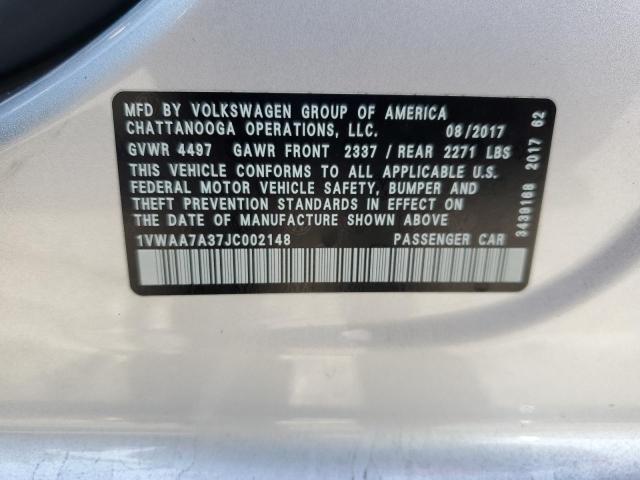 MFD BY VOLKSWAGEN GROUP OF AMERICA
CHATTANOOGA OPERATIONS, LLC. 08/2017
GVWR 4497 GAWR FRONT 2337 / REAR 2271 LBS
THIS VEHICLE CONFORMS TO ALL APPLICABLE U.S.
FEDERAL MOTOR VEHICLE SAFETY, BUMPER AND
THEFT PREVENTION STANDARDS IN EFFECT ON
THE DATE OF MANUFACTURE SHOWN ABOVE
1VWAA7A37JC002148 PASSENGER CAR
3439168 2017 62